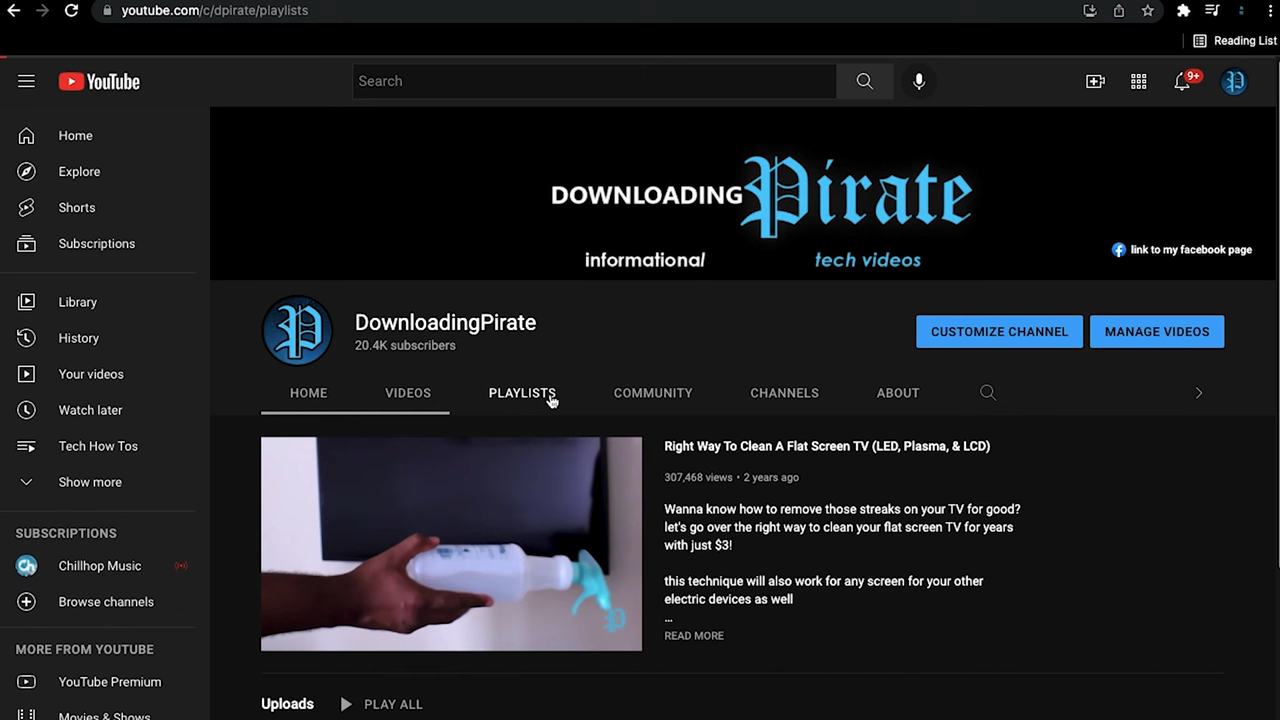 youtube.com/c/dpirate/playlists
Reading List
YouTube
Search
9+
P
Home
Explore
Shorts
Subscriptions
Library
History
Your videos
Watch later
Tech How Tos
Show more
SUBSCRIPTIONS
Chillhop Music
Browse channels
MORE FROM YOUTUBE
YouTube Premium
Movies & Shows
DOWNLOADING Pirate
informational tech videos
link to my facebook page
P
DownloadingPirate
20.4K subscribers
CUSTOMIZE CHANNEL
MANAGE VIDEOS
HOME VIDEOS PLAYLISTS COMMUNITY CHANNELS ABOUT
P
Right Way To Clean A Flat Screen TV (LED, Plasma, & LCD)
307,468 views • 2 years ago
Wanna know how to remove those streaks on your TV for good?
let's go over the right way to clean your flat screen TV for years
with just $3!
this technique will also work for any screen for your other
electric devices as well
...
READ MORE
Uploads PLAY ALL